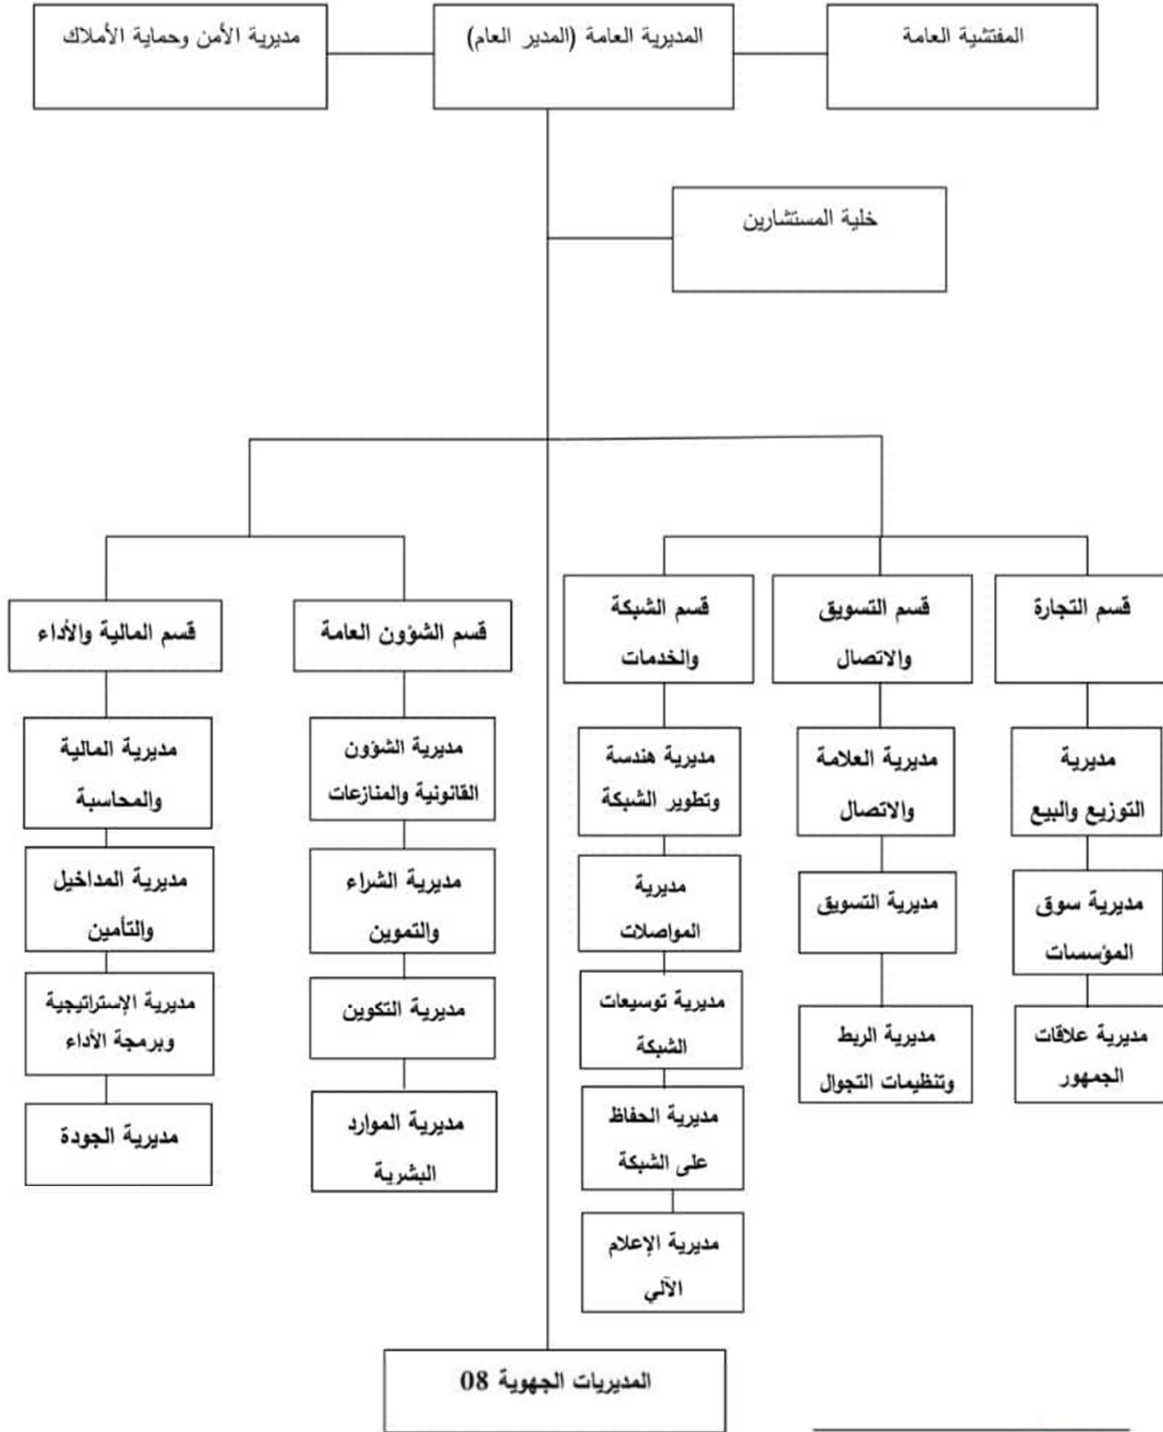 المفتشية العامة
المديرية العامة (المدير العام)
مديرية الأمن وحماية الأملاك
خلية المستشارين
قسم التجارة
مديرية
التوزيع والبيع
مديرية سوق
المؤسسات
مديرية علاقات
الجمهور
قسم التسويق
والاتصال
مديرية العلامة
والاتصال
مديرية التسويق
مديرية الربط
وتنظيمات التجوال
قسم الشبكة
والخدمات
مديرية هندسة
وتطوير الشبكة
مديرية
المواصلات
مديرية توسيعات
الشبكة
مديرية الحفاظ
على الشبكة
مديرية الإعلام
الآلي
قسم الشؤون العامة
مديرية الشؤون
القانونية والمنازعات
مديرية الشراء
والتموين
مديرية التكوين
مديرية الموارد
البشرية
قسم المالية والأداء
مديرية المالية
والمحاسبة
مديرية المداخيل
والتأمين
مديرية الإستراتيجية
وبرمجة الأداء
مديرية الجودة
المديريات الجهوية 08